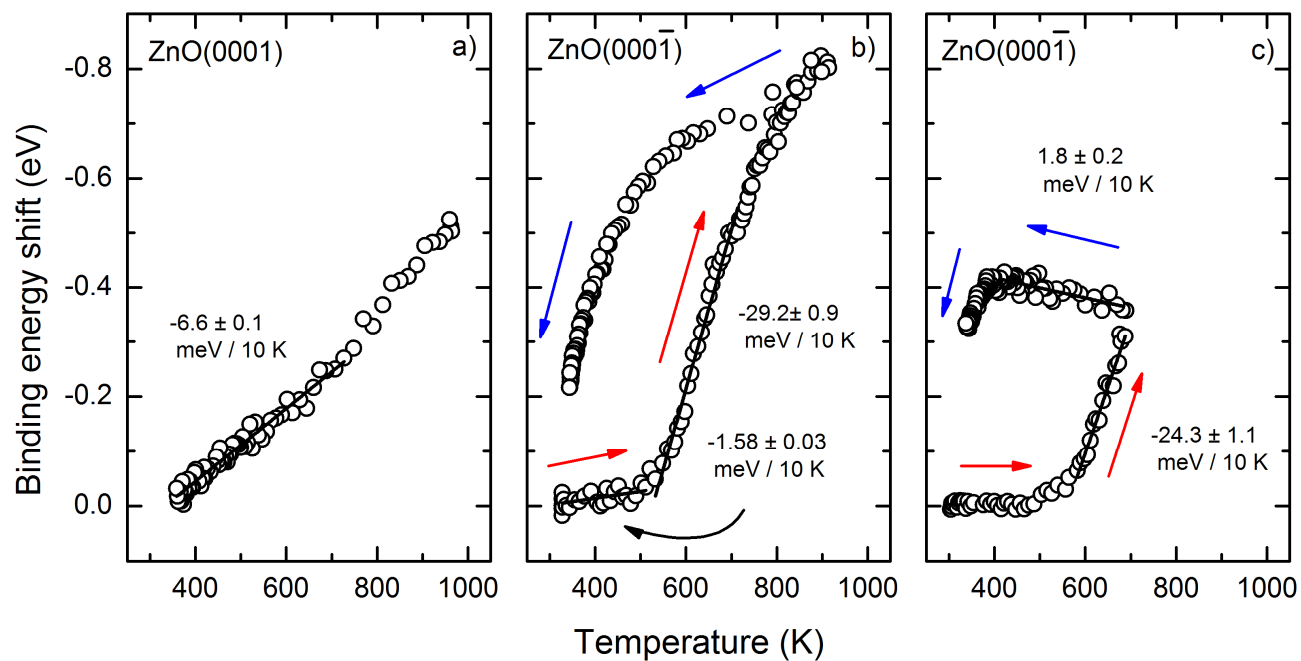 ZnO(0001) a)
ZnO(0001̅) b)
ZnO(0001̅) c)
Binding energy shift (eV)
-0.8
-0.6
-0.4
-0.2
0.0
-6.6 ± 0.1
meV / 10 K
-29.2± 0.9
meV / 10 K
-1.58 ± 0.03
meV / 10 K
1.8 ± 0.2
meV / 10 K
-24.3 ± 1.1
meV / 10 K
400 600 800 1000
400 600 800 1000
400 600 800 1000
Temperature (K)